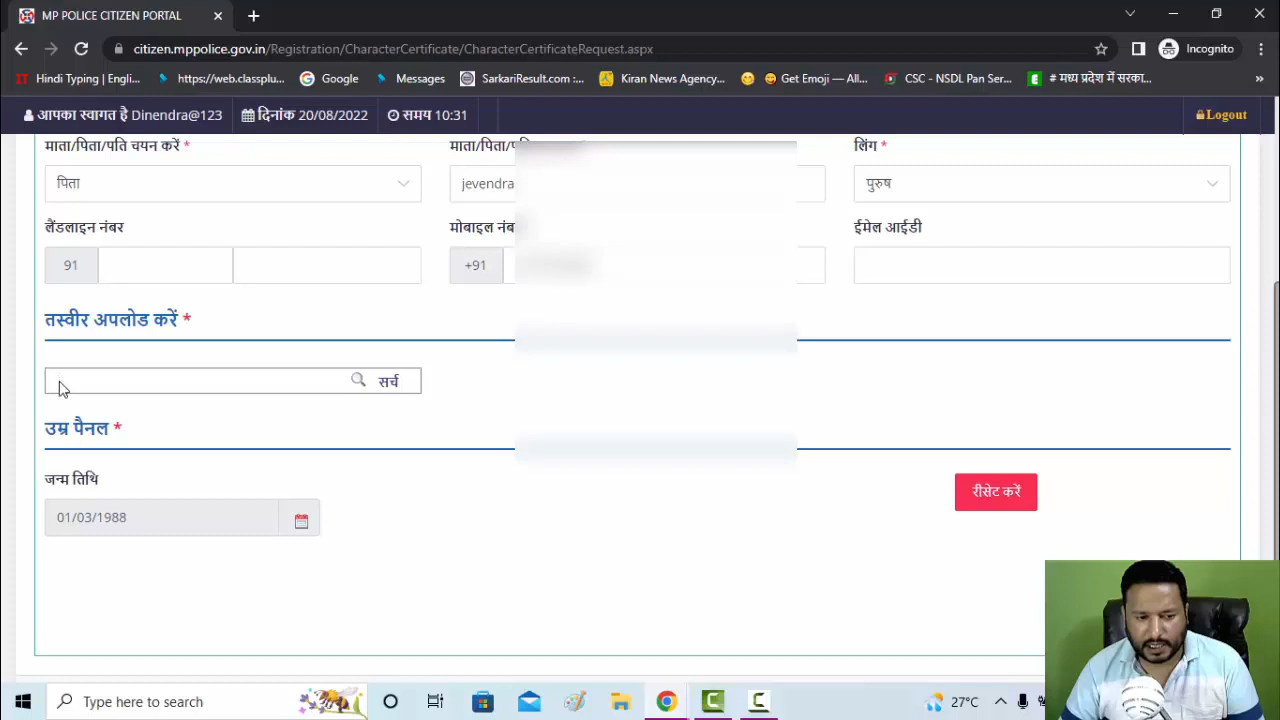 MP POLICE CITIZEN PORTAL
citizen.mppolice.gov.in/Registration/CharacterCertificate/CharacterCertificateRequest.aspx
Incognito
Hindi Typing | Engl...
https://web.classplu...
Google
Messages
SarkariResult.com :...
Kiran News Agency...
Get Emoji — All...
CSC - NSDL Pan Ser...
# मध्य प्रदेश में सरका...
»
आपका स्वागत है Dinendra@123
दिनांक 20/08/2022
समय 10:31
Logout
माता/पिता/पति चयन करें *
माता/पिता/प
लिंग *
पिता
jevendra
पुरुष
लैंडलाइन नंबर
मोबाइल नंब
ईमेल आईडी
91
+91
तस्वीर अपलोड करें *
सर्च
उम्र पैनल *
जन्म तिथि
रीसेट करें
01/03/1988
Type here to search
27°C